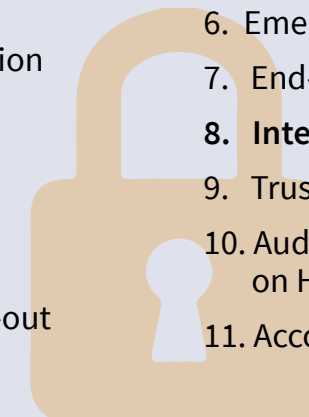 ion
-out
6. Eme
7. End-
8. Inte
9. Trus
10. Aud
on H
11. Acco